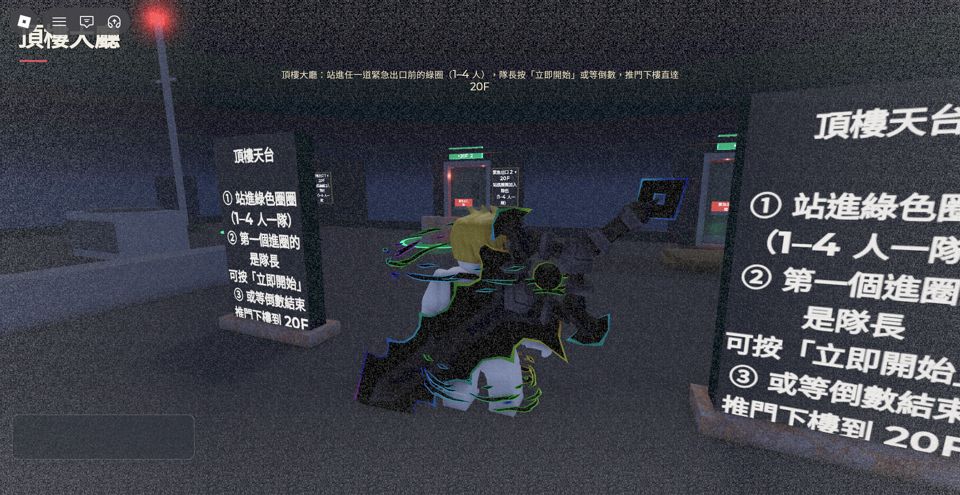 頂樓大廳
頂樓大廳：站進任一道緊急出口前的綠圈（1–4 人），隊長按「立即開始」或等倒數，推門下樓直達
20F
頂樓天台
① 站進綠色圈圈
（1–4 人一隊）
② 第一個進圈的
是隊長
可按「立即開始」
③ 或等倒數結束
推門下樓到 20F
頂樓天台
① 站進綠色圈
（1–4 人一隊
② 第一個進圈
是隊長
可按「立即開始」
③ 或等倒數結束
推門下樓到 20F